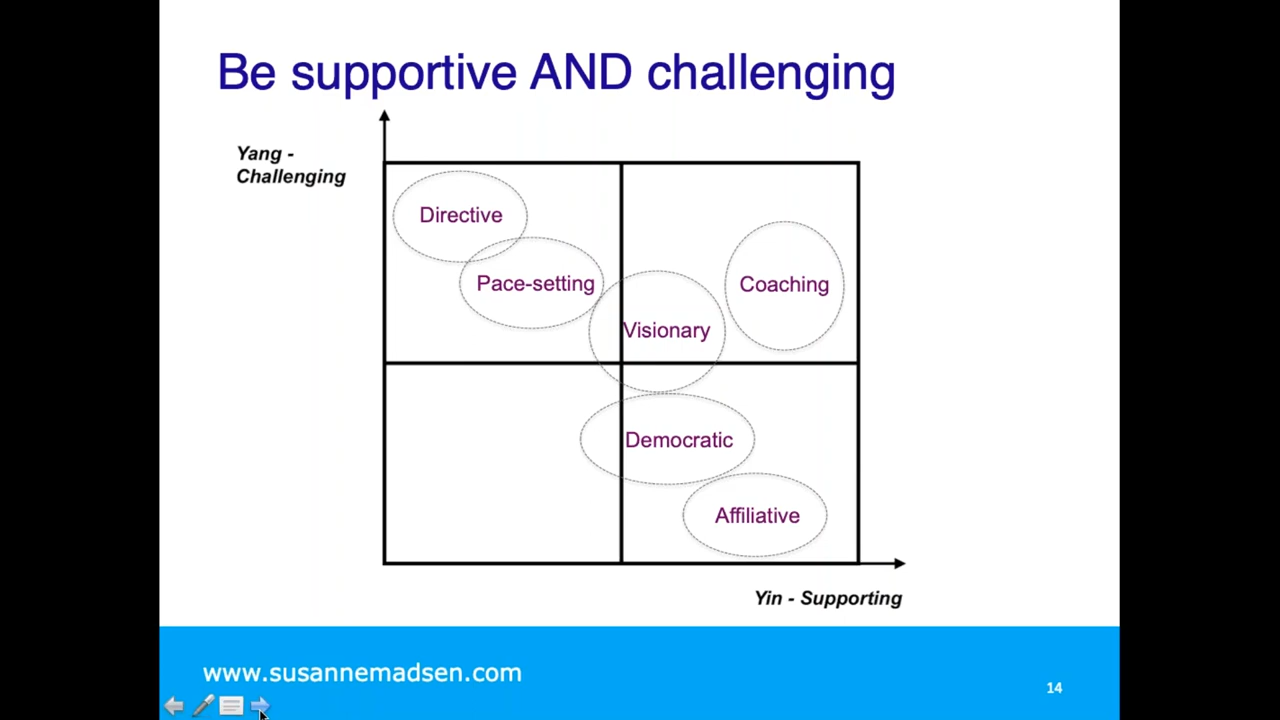 Be supportive AND challenging
Yang -
Challenging
Directive
Pace-setting
Coaching
Visionary
Democratic
Affiliative
Yin - Supporting
www.susannemadsen.com
14